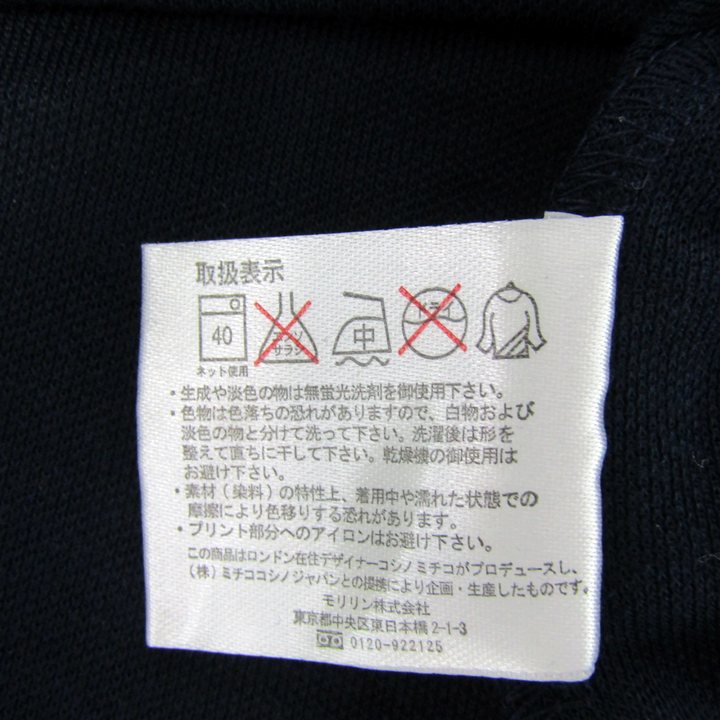 取扱表示
40 エンソサラシ 中 ドライ
ネット使用
・生成や淡色の物は無蛍光洗剤を御使用下さい。
・色物は色落ちの恐れがありますので、白物および
淡色の物と分けて洗って下さい。洗濯後は形を
整えて直ちに干して下さい。乾燥機の御使用は
お避け下さい。
・素材（染料）の特性上、着用中や濡れた状態での
摩擦により色移りする恐れがあります。
・プリント部分へのアイロンはお避け下さい。
この商品はロンドン在住デザイナーコシノミチコがプロデュースし、
（株）ミチココシノジャパンとの提携により企画・生産したものです。
モリリン株式会社
東京都中央区東日本橋2-1-3
0120-922125